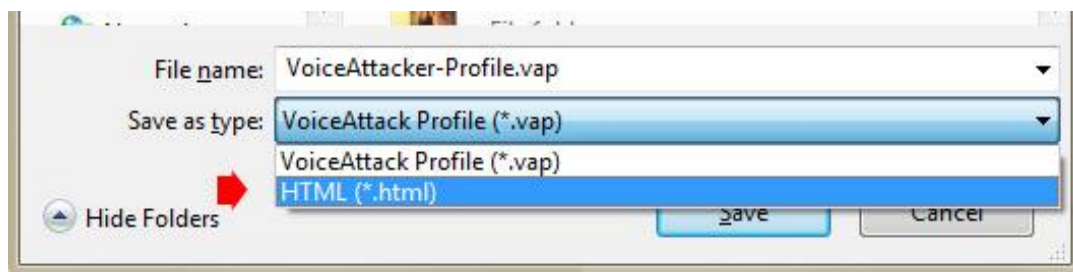 File name: VoiceAttacker-Profile.vap
Save as type: VoiceAttack Profile (*.vap)
VoiceAttack Profile (*.vap)
HTML (*.html)
Hide Folders Save Cancel